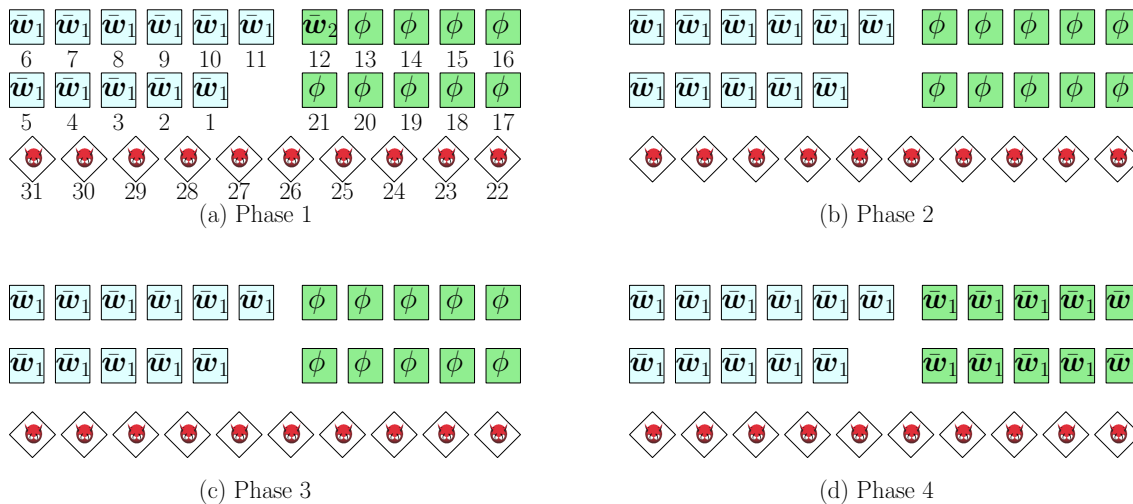 w̄₁ w̄₁ w̄₁ w̄₁ w̄₁ w̄₁ w̄₂ ϕ ϕ ϕ ϕ
6 7 8 9 10 11 12 13 14 15 16
w̄₁ w̄₁ w̄₁ w̄₁ w̄₁ ϕ ϕ ϕ ϕ ϕ
5 4 3 2 1 21 20 19 18 17
31 30 29 28 27 26 25 24 23 22
(a) Phase 1
w̄₁ w̄₁ w̄₁ w̄₁ w̄₁ w̄₁ ϕ ϕ ϕ ϕ ϕ
w̄₁ w̄₁ w̄₁ w̄₁ w̄₁ ϕ ϕ ϕ ϕ ϕ
(b) Phase 2
w̄₁ w̄₁ w̄₁ w̄₁ w̄₁ w̄₁ ϕ ϕ ϕ ϕ ϕ
w̄₁ w̄₁ w̄₁ w̄₁ w̄₁ ϕ ϕ ϕ ϕ ϕ
(c) Phase 3
w̄₁ w̄₁ w̄₁ w̄₁ w̄₁ w̄₁ w̄₁ w̄₁ w̄₁ w̄₁ w̄
w̄₁ w̄₁ w̄₁ w̄₁ w̄₁ w̄₁ w̄₁ w̄₁ w̄₁ w̄
(d) Phase 4